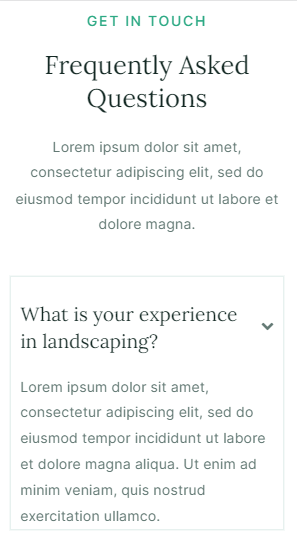 GET IN TOUCH
Frequently Asked
Questions
Lorem ipsum dolor sit amet,
consectetur adipiscing elit, sed do
eiusmod tempor incididunt ut labore et
dolore magna.
What is your experience
in landscaping?
Lorem ipsum dolor sit amet,
consectetur adipiscing elit, sed do
eiusmod tempor incididunt ut labore
et dolore magna aliqua. Ut enim ad
minim veniam, quis nostrud
exercitation ullamco.